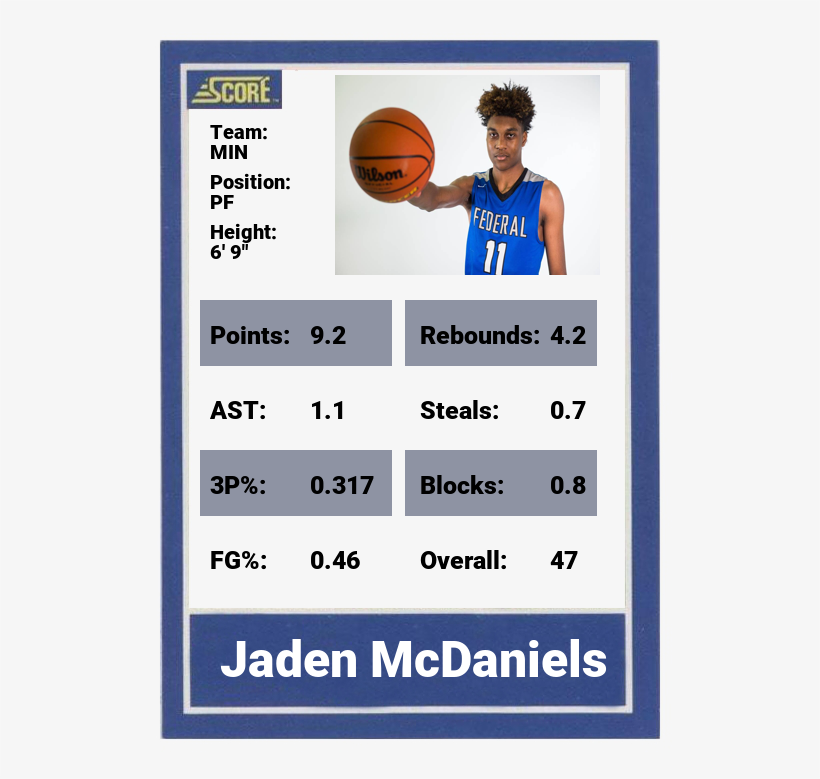 SCORE
Team:
MIN
Position:
PF
Height:
6' 9"
Wilson
FEDERAL
11
Points: 9.2 Rebounds: 4.2
AST: 1.1 Steals: 0.7
3P%: 0.317 Blocks: 0.8
FG%: 0.46 Overall: 47
Jaden McDaniels